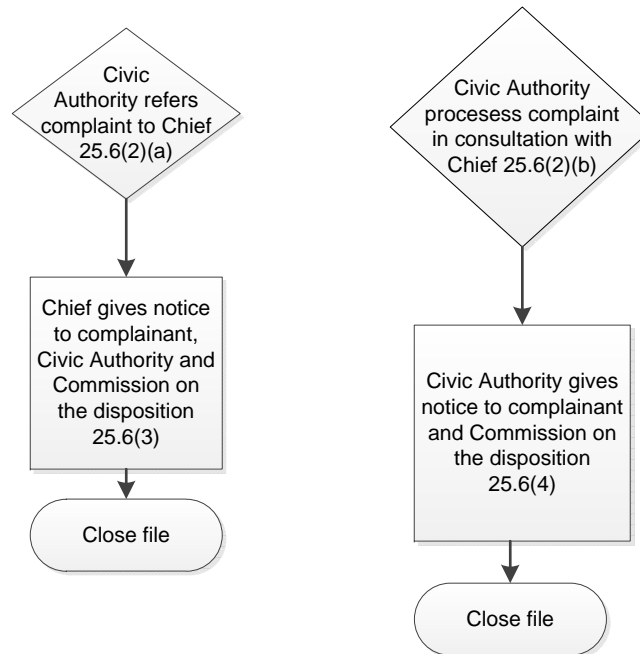 Civic
Authority refers
complaint to Chief
25.6(2)(a)
Chief gives notice
to complainant,
Civic Authority and
Commission on
the disposition
25.6(3)
Close file
Civic Authority
procesess complaint
in consultation with
Chief 25.6(2)(b)
Civic Authority gives
notice to complainant
and Commission on
the disposition
25.6(4)
Close file